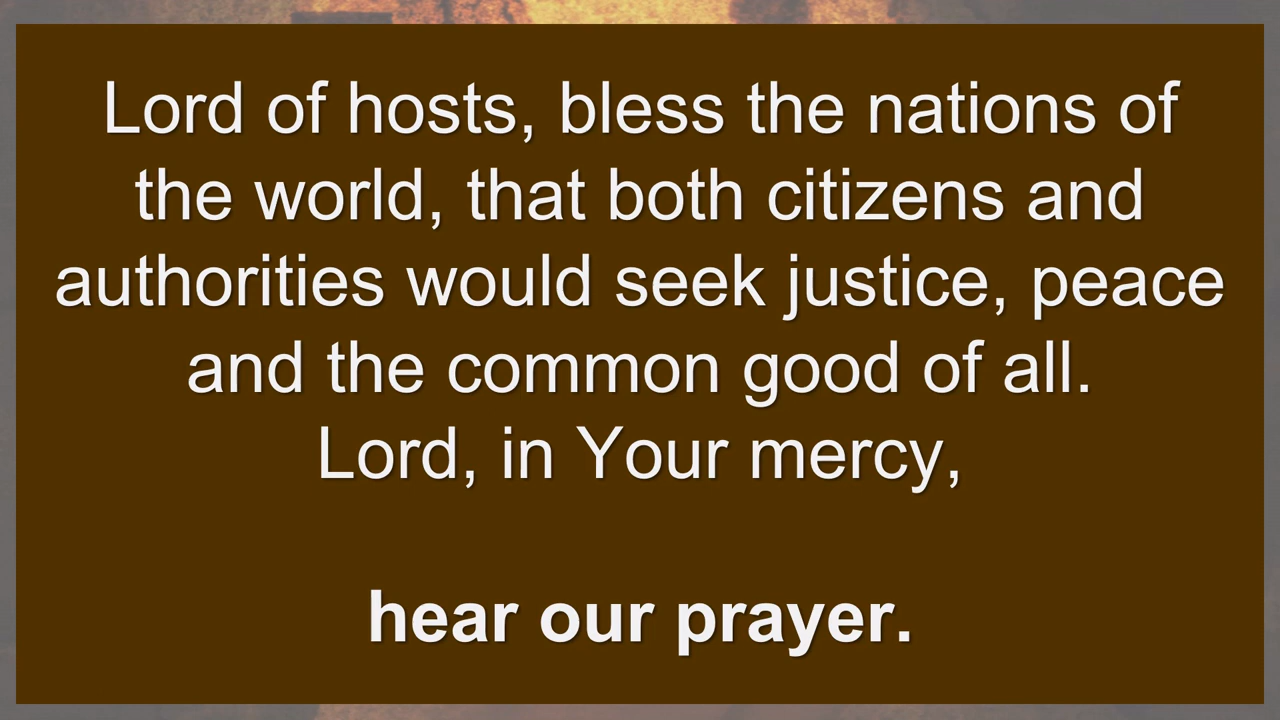 Lord of hosts, bless the nations of
the world, that both citizens and
authorities would seek justice, peace
and the common good of all.
Lord, in Your mercy,
hear our prayer.